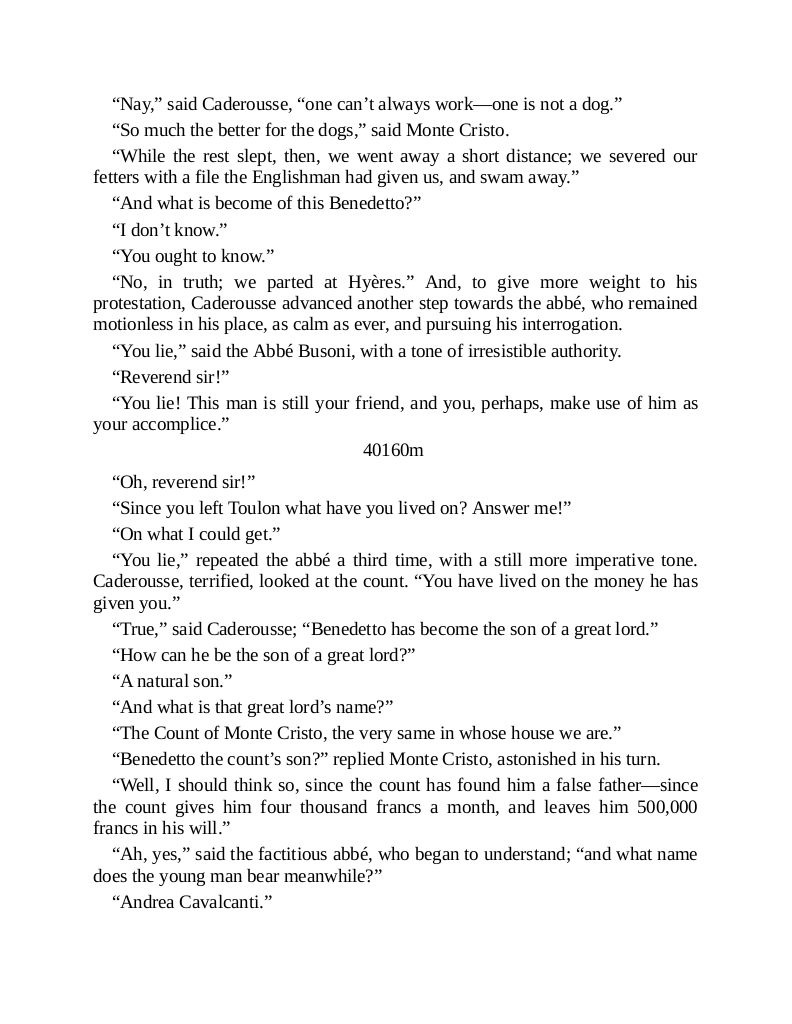 “Nay,” said Caderousse, “one can’t always work—one is not a dog.”
“So much the better for the dogs,” said Monte Cristo.
“While the rest slept, then, we went away a short distance; we severed our
fetters with a file the Englishman had given us, and swam away.”
“And what is become of this Benedetto?”
“I don’t know.”
“You ought to know.”
“No, in truth; we parted at Hyères.” And, to give more weight to his
protestation, Caderousse advanced another step towards the abbé, who remained
motionless in his place, as calm as ever, and pursuing his interrogation.
“You lie,” said the Abbé Busoni, with a tone of irresistible authority.
“Reverend sir!”
“You lie! This man is still your friend, and you, perhaps, make use of him as
your accomplice.”
40160m
“Oh, reverend sir!”
“Since you left Toulon what have you lived on? Answer me!”
“On what I could get.”
“You lie,” repeated the abbé a third time, with a still more imperative tone.
Caderousse, terrified, looked at the count. “You have lived on the money he has
given you.”
“True,” said Caderousse; “Benedetto has become the son of a great lord.”
“How can he be the son of a great lord?”
“A natural son.”
“And what is that great lord’s name?”
“The Count of Monte Cristo, the very same in whose house we are.”
“Benedetto the count’s son?” replied Monte Cristo, astonished in his turn.
“Well, I should think so, since the count has found him a false father—since
the count gives him four thousand francs a month, and leaves him 500,000
francs in his will.”
“Ah, yes,” said the factitious abbé, who began to understand; “and what name
does the young man bear meanwhile?”
“Andrea Cavalcanti.”